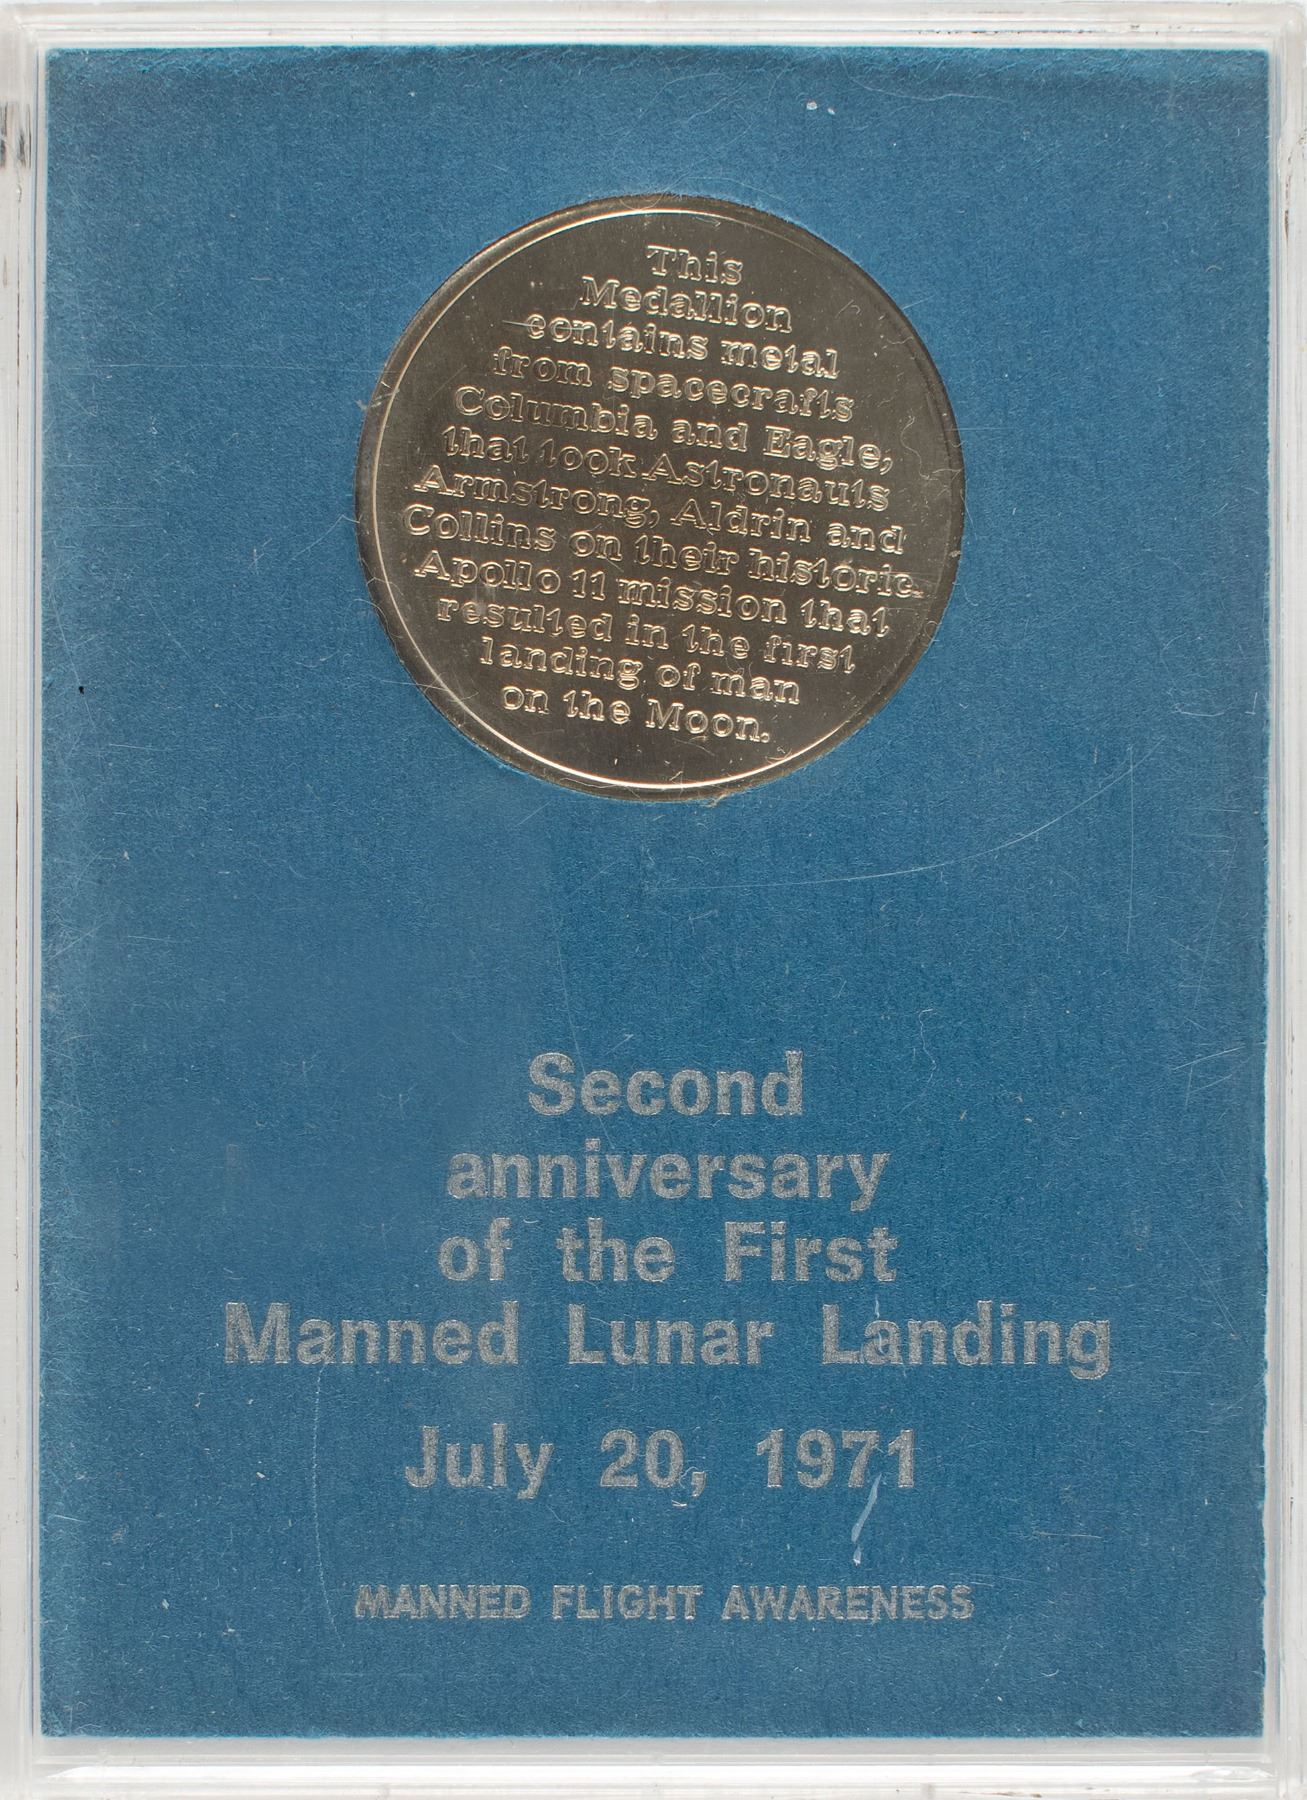 This
Medallion
contains metal
from spacecrafts
Columbia and Eagle,
that took Astronauts
Armstrong, Aldrin and
Collins on their historic
Apollo 11 mission that
resulted in the first
landing of man
on the Moon.
Second
anniversary
of the First
Manned Lunar Landing
July 20, 1971
MANNED FLIGHT AWARENESS